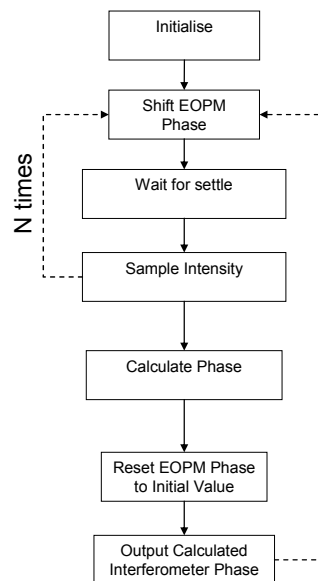 Initialise
Shift EOPM
Phase
N times
Wait for settle
Sample Intensity
Calculate Phase
Reset EOPM Phase
to Initial Value
Output Calculated
Interferometer Phase